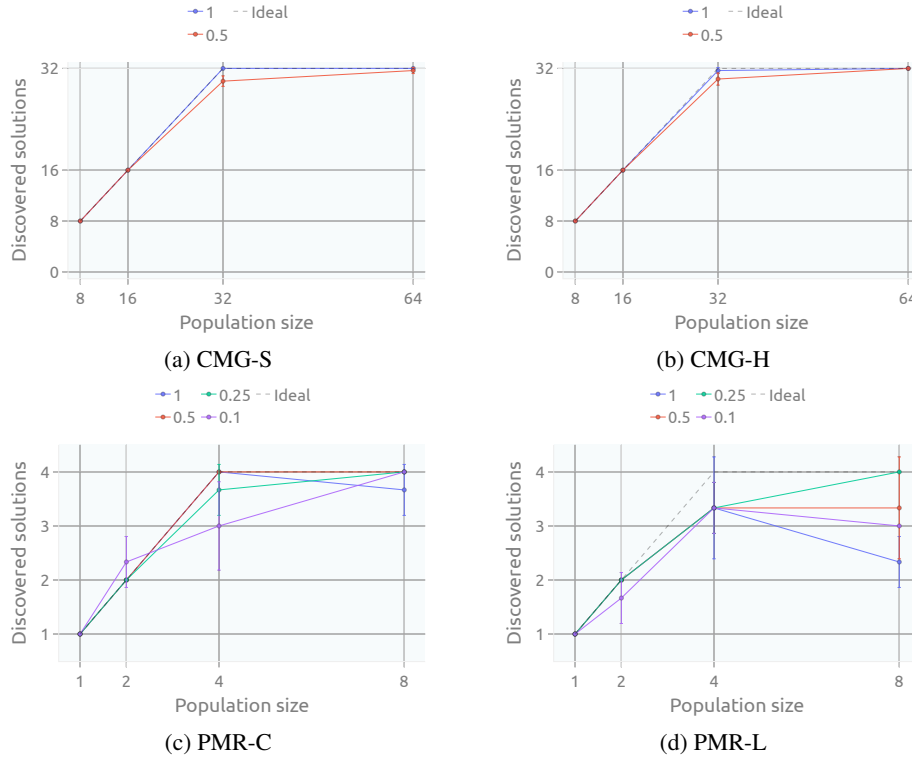 1 Ideal
0.5
Discovered solutions
32
16
8
0
8 16 32 64
Population size
(a) CMG-S
1 Ideal
0.5
Discovered solutions
32
16
8
0
8 16 32 64
Population size
(b) CMG-H
1 0.25 Ideal
0.5 0.1
Discovered solutions
4
3
2
1
1 2 4 8
Population size
(c) PMR-C
1 0.25 Ideal
0.5 0.1
Discovered solutions
4
3
2
1
1 2 4 8
Population size
(d) PMR-L